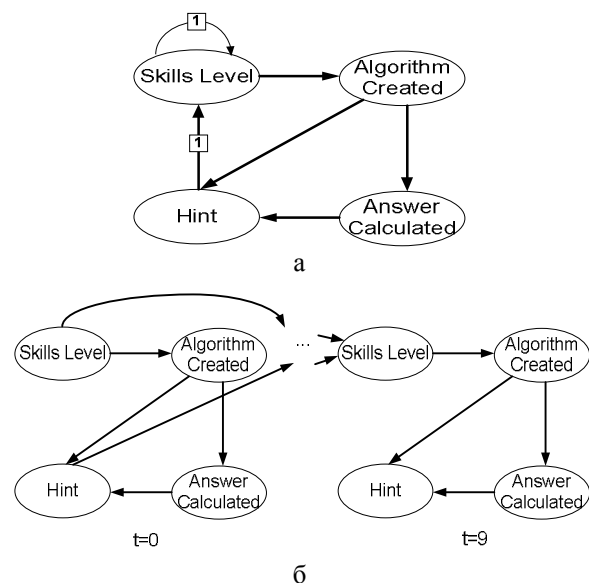 1
Skills Level
Algorithm
Created
1
Hint
Answer
Calculated
а
Skills Level
Algorithm
Created
...
Skills Level
Algorithm
Created
Hint
Answer
Calculated
Hint
Answer
Calculated
t=0
t=9
б